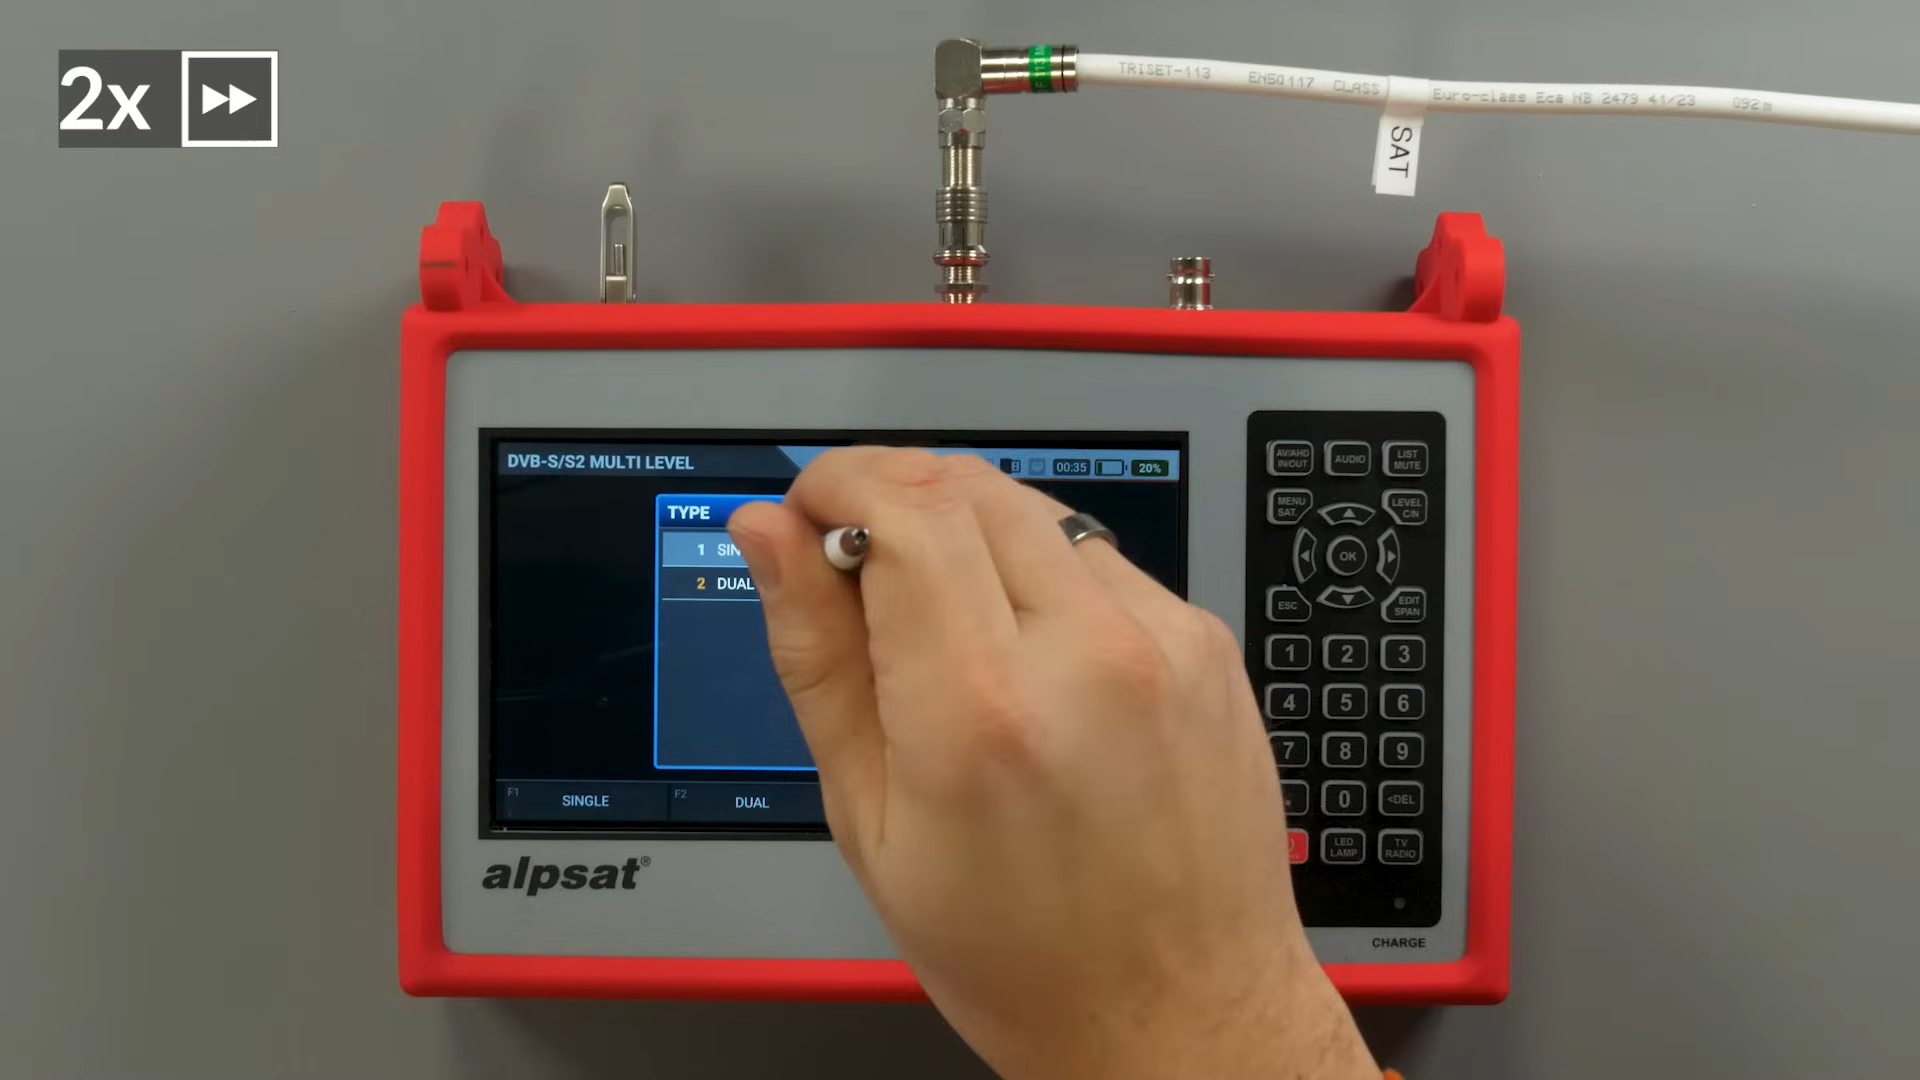 2x
TRISET-113 EN50117 CLASS Euro-class Eca NB 2479 41/23 092m
SAT
DVB-S/S2 MULTI LEVEL
00:35
20%
TYPE
1
2 DUAL
F1 SINGLE
F2 DUAL
alpsat®
AV/AHD IN/OUT
AUDIO
LIST MUTE
MENU SAT.
LEVEL C/N
OK
ESC
EDIT SPAN
1 2 3
4 5 6
7 8 9
0 <DEL
LED LAMP
TV RADIO
CHARGE